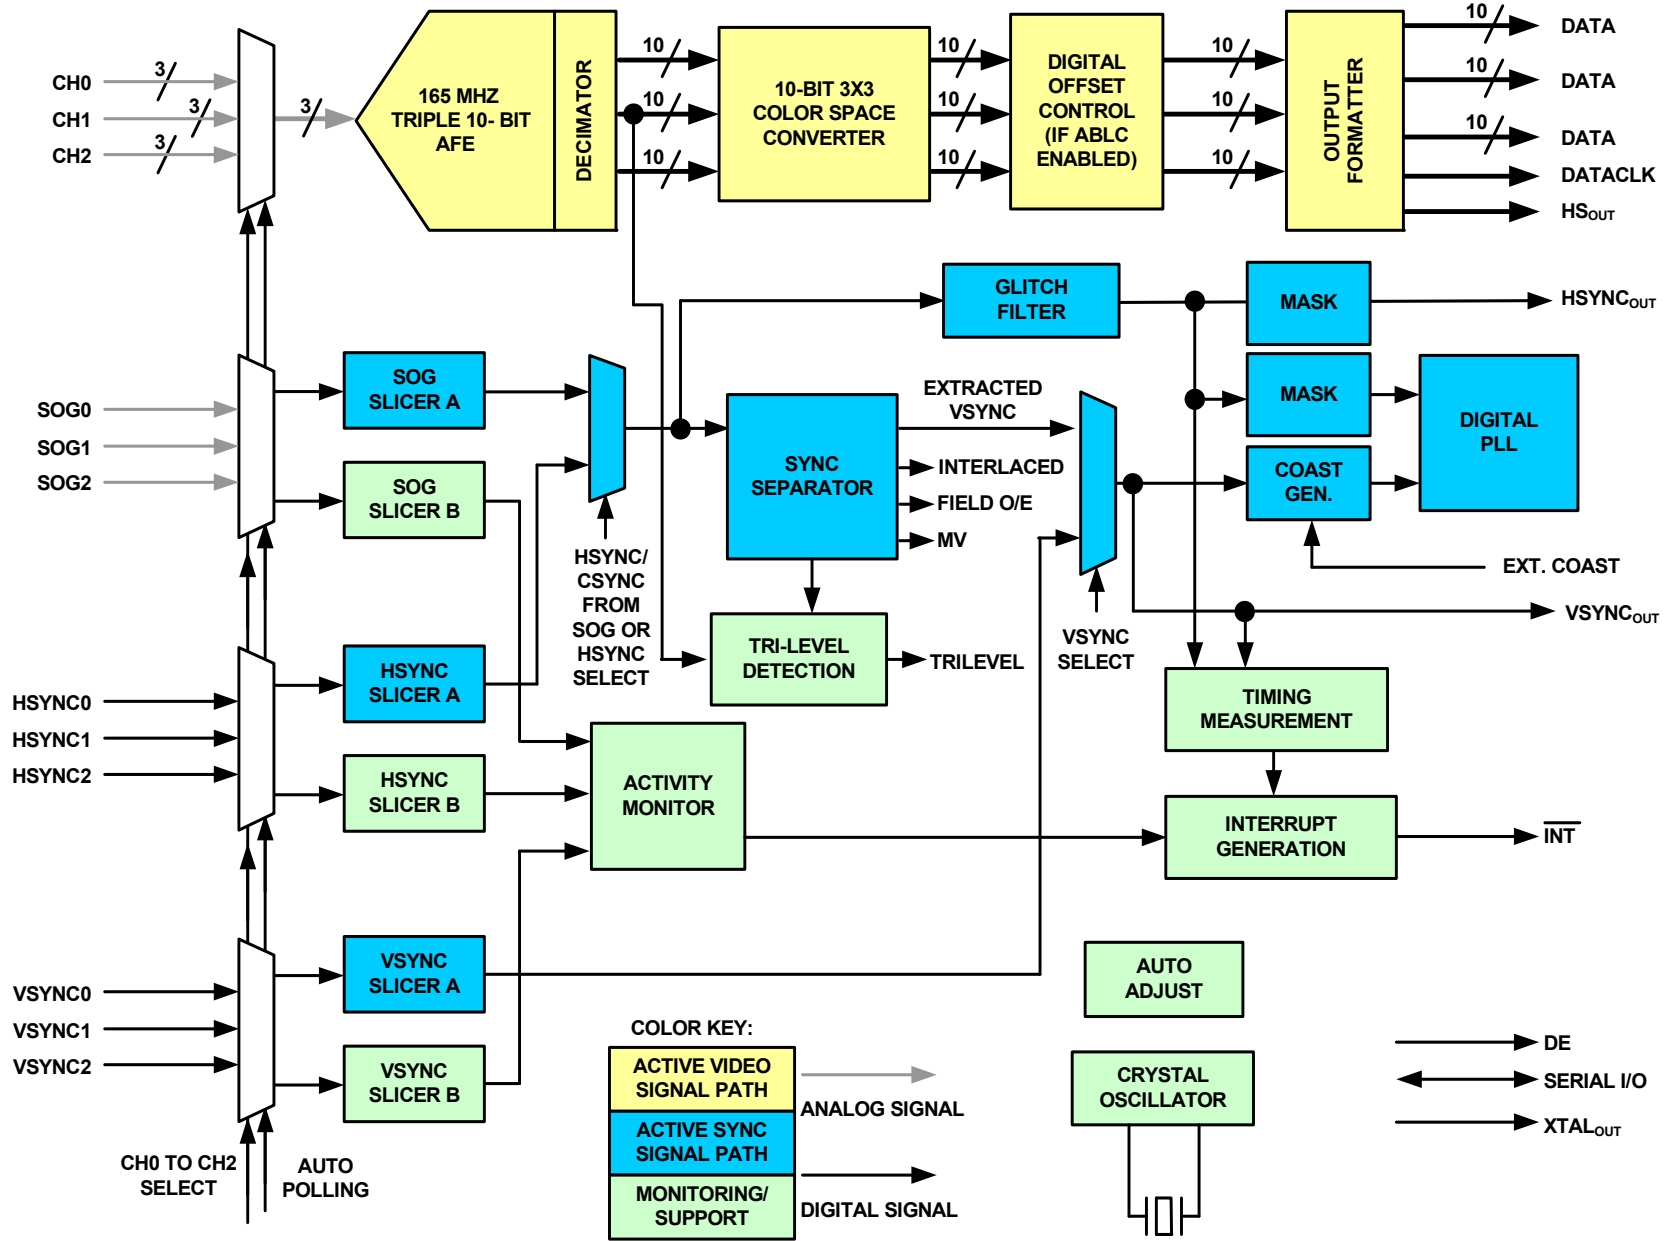 CH0
CH1
CH2
3
3
3
3
165 MHZ
TRIPLE 10- BIT
AFE
DECIMATOR
10
10
10
10-BIT 3X3
COLOR SPACE
CONVERTER
10
10
10
DIGITAL
OFFSET
CONTROL
(IF ABLC
ENABLED)
10
10
10
OUTPUT
FORMATTER
10
10
10
DATA
DATA
DATA
DATACLK
HSOUT
GLITCH
FILTER
MASK
HSYNCOUT
SOG0
SOG1
SOG2
SOG
SLICER A
SOG
SLICER B
HSYNC/
CSYNC
FROM
SOG OR
HSYNC
SELECT
SYNC
SEPARATOR
EXTRACTED
VSYNC
INTERLACED
FIELD O/E
MV
MASK
COAST
GEN.
DIGITAL
PLL
EXT. COAST
VSYNCOUT
VSYNC
SELECT
TRI-LEVEL
DETECTION
TRILEVEL
HSYNC0
HSYNC1
HSYNC2
HSYNC
SLICER A
HSYNC
SLICER B
ACTIVITY
MONITOR
TIMING
MEASUREMENT
INTERRUPT
GENERATION
INT
VSYNC0
VSYNC1
VSYNC2
VSYNC
SLICER A
VSYNC
SLICER B
CH0 TO CH2
SELECT
AUTO
POLLING
COLOR KEY:
ACTIVE VIDEO
SIGNAL PATH
ACTIVE SYNC
SIGNAL PATH
MONITORING/
SUPPORT
ANALOG SIGNAL
DIGITAL SIGNAL
AUTO
ADJUST
CRYSTAL
OSCILLATOR
DE
SERIAL I/O
XTALOUT